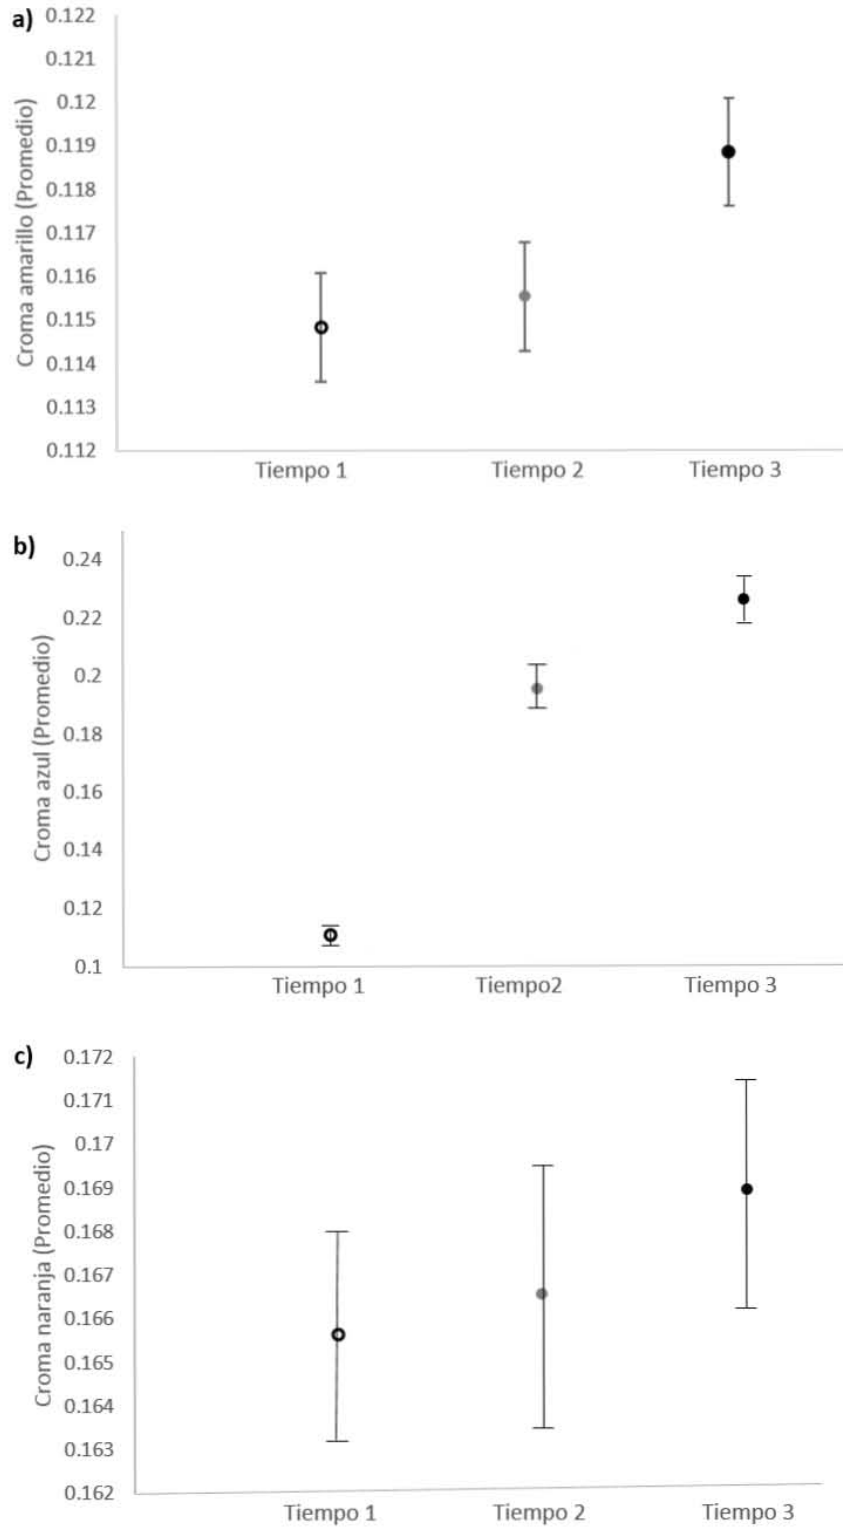 a)
Croma amarillo (Promedio)
0.122
0.121
0.12
0.119
0.118
0.117
0.116
0.115
0.114
0.113
0.112
Tiempo 1
Tiempo 2
Tiempo 3
b)
Croma azul (Promedio)
0.24
0.22
0.2
0.18
0.16
0.14
0.12
0.1
Tiempo 1
Tiempo2
Tiempo 3
c)
Croma naranja (Promedio)
0.172
0.171
0.17
0.169
0.168
0.167
0.166
0.165
0.164
0.163
0.162
Tiempo 1
Tiempo 2
Tiempo 3